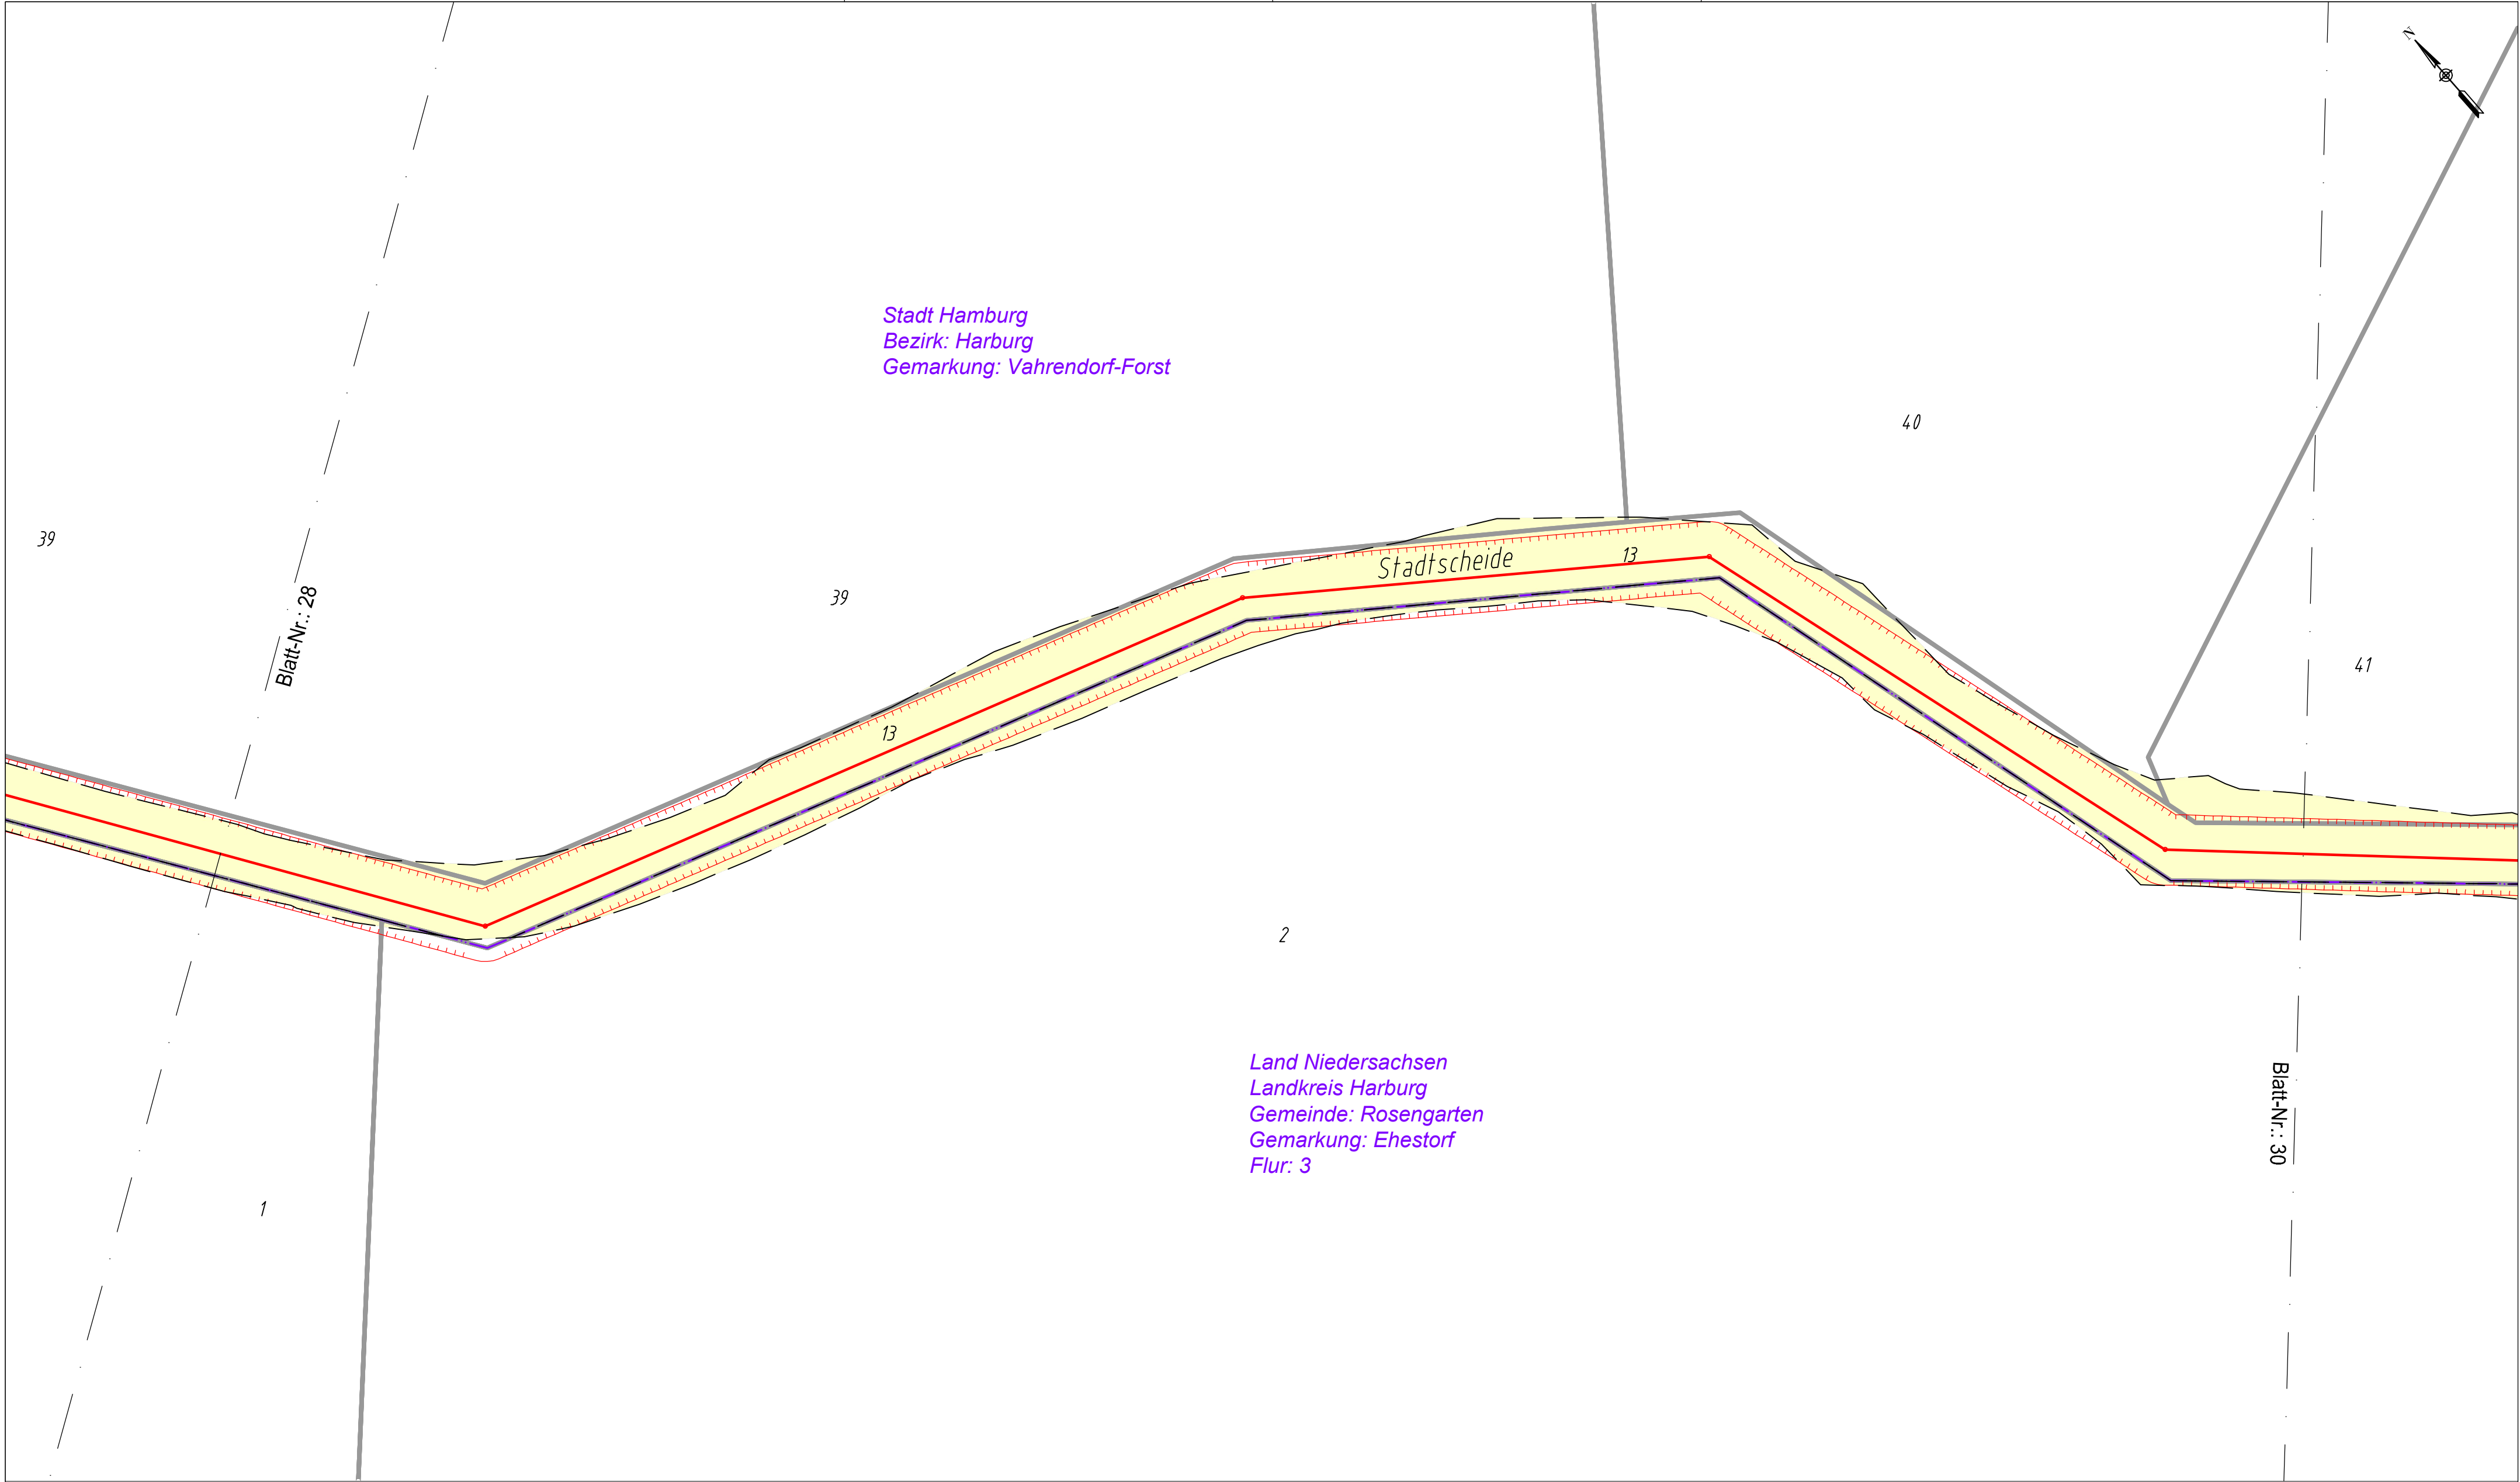 N
Stadt Hamburg
Bezirk: Harburg
Gemarkung: Vahrendorf-Forst
40
39
Stadtscheide
13
39
Blatt-Nr.: 28
41
13
2
Land Niedersachsen
Landkreis Harburg
Gemeinde: Rosengarten
Gemarkung: Ehestorf
Flur: 3
Blatt-Nr.: 30
1